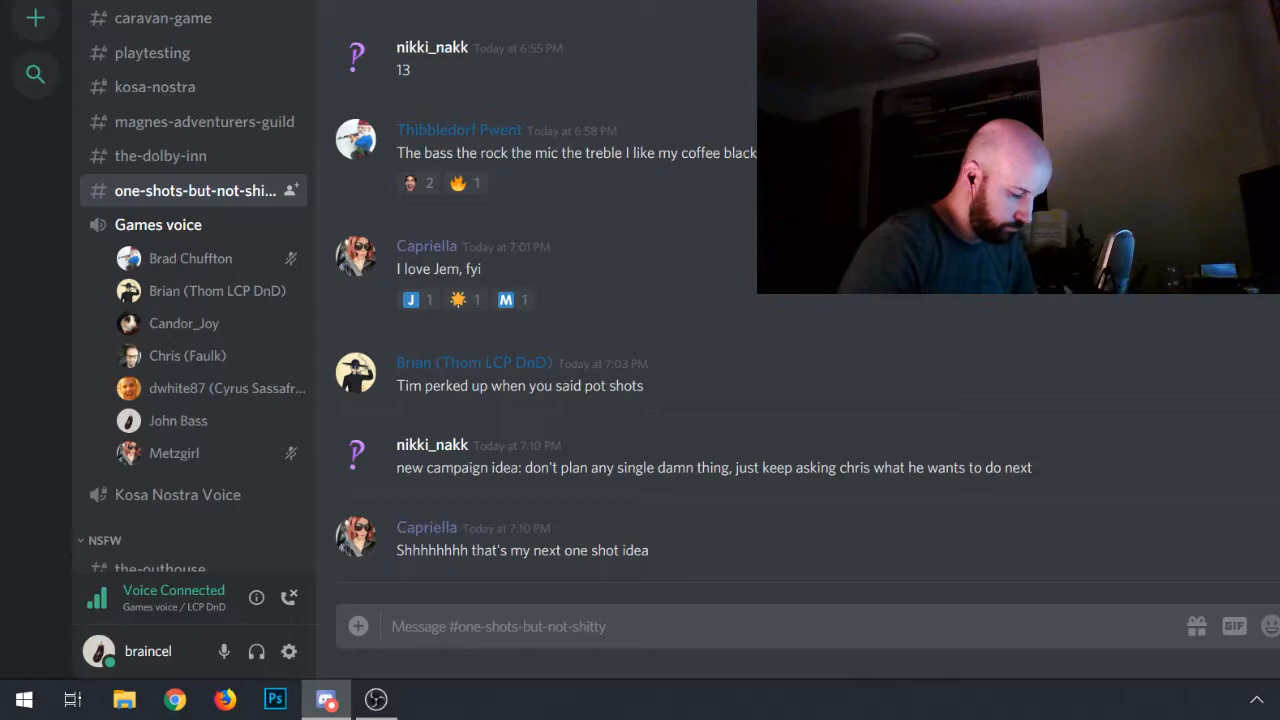 caravan-game
playtesting
kosa-nostra
magnes-adventurers-guild
the-dolby-inn
one-shots-but-not-shi...
Games voice
Brad Chuffton
Brian (Thom LCP DnD)
Candor_Joy
Chris (Faulk)
dwhite87 (Cyrus Sassafr...
John Bass
Metzgirl
Kosa Nostra Voice
NSFW
the-outhouse
Voice Connected
Games voice / LCP DnD
braincel
nikki_nakk Today at 6:55 PM
13
Thibbledorf Pwent Today at 6:58 PM
The bass the rock the mic the treble I like my coffee black
2 1
Capriella Today at 7:01 PM
I love Jem, fyi
J 1 1 M 1
Brian (Thom LCP DnD) Today at 7:03 PM
Tim perked up when you said pot shots
nikki_nakk Today at 7:10 PM
new campaign idea: don't plan any single damn thing, just keep asking chris what he wants to do next
Capriella Today at 7:10 PM
Shhhhhhhh that's my next one shot idea
Message #one-shots-but-not-shitty
GIF
Ps